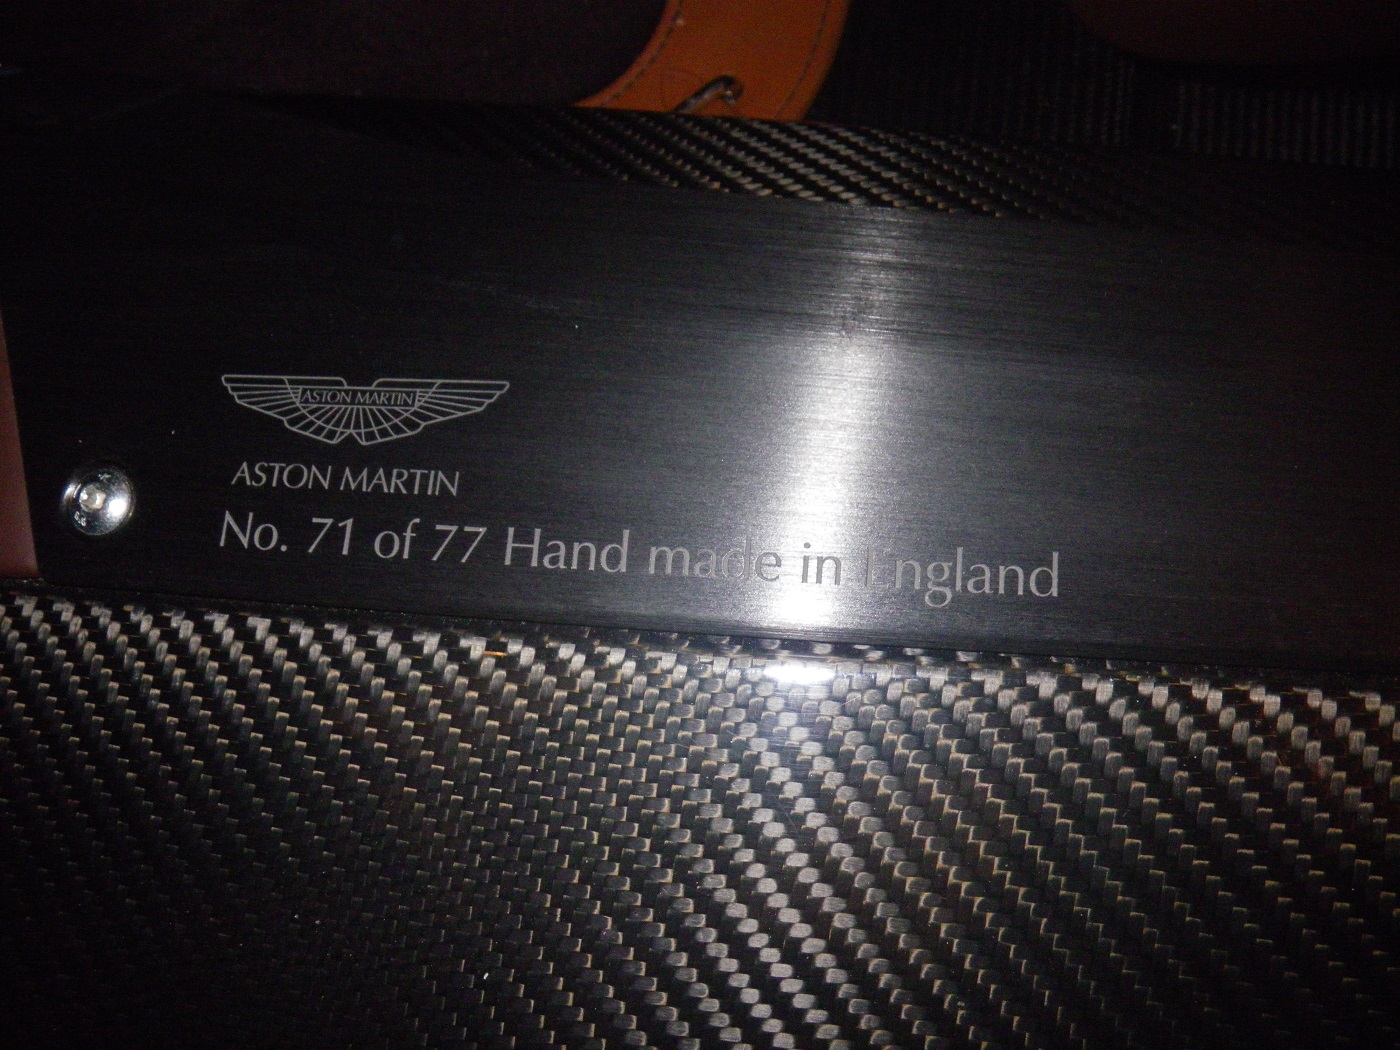 ASTON MARTIN
ASTON MARTIN
No. 71 of 77 Hand made in England